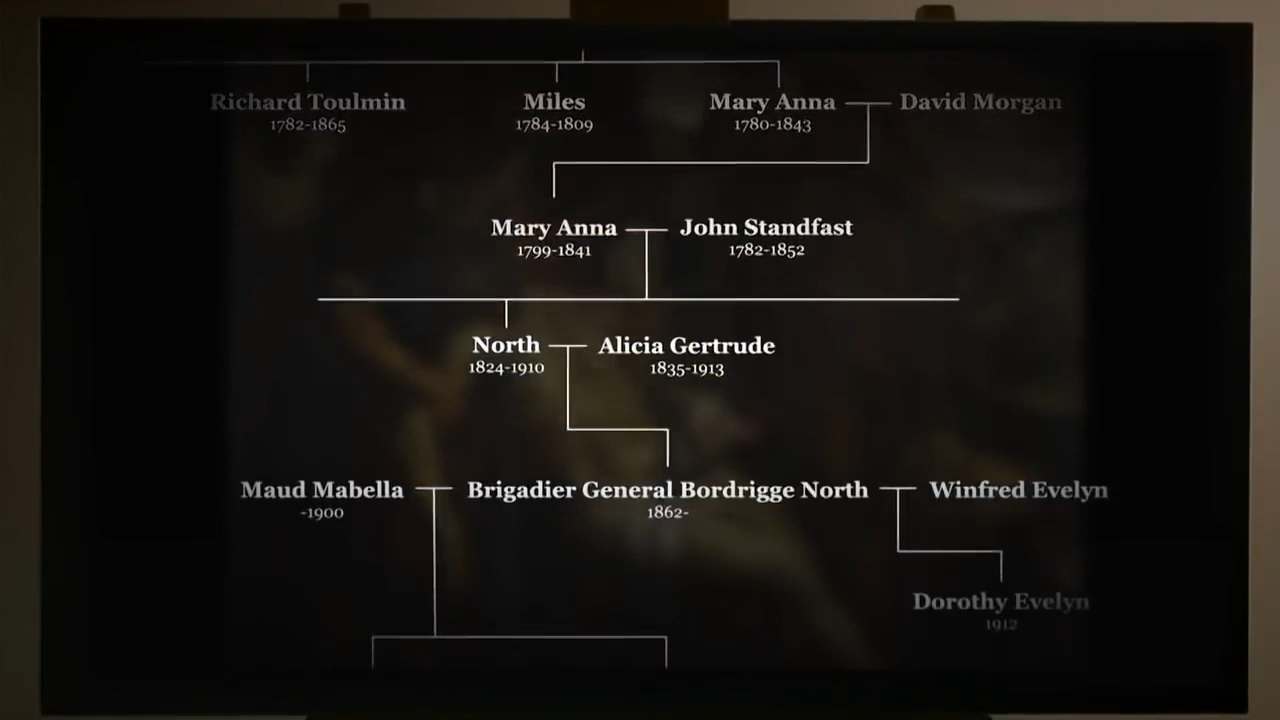 Richard Toulmin
1782-1865
Miles
1784-1809
Mary Anna
1780-1843
David Morgan
Mary Anna
1799-1841
John Standfast
1782-1852
North
1824-1910
Alicia Gertrude
1835-1913
Maud Mabella
-1900
Brigadier General Bordrigge North
1862-
Winfred Evelyn
Dorothy Evelyn
1912